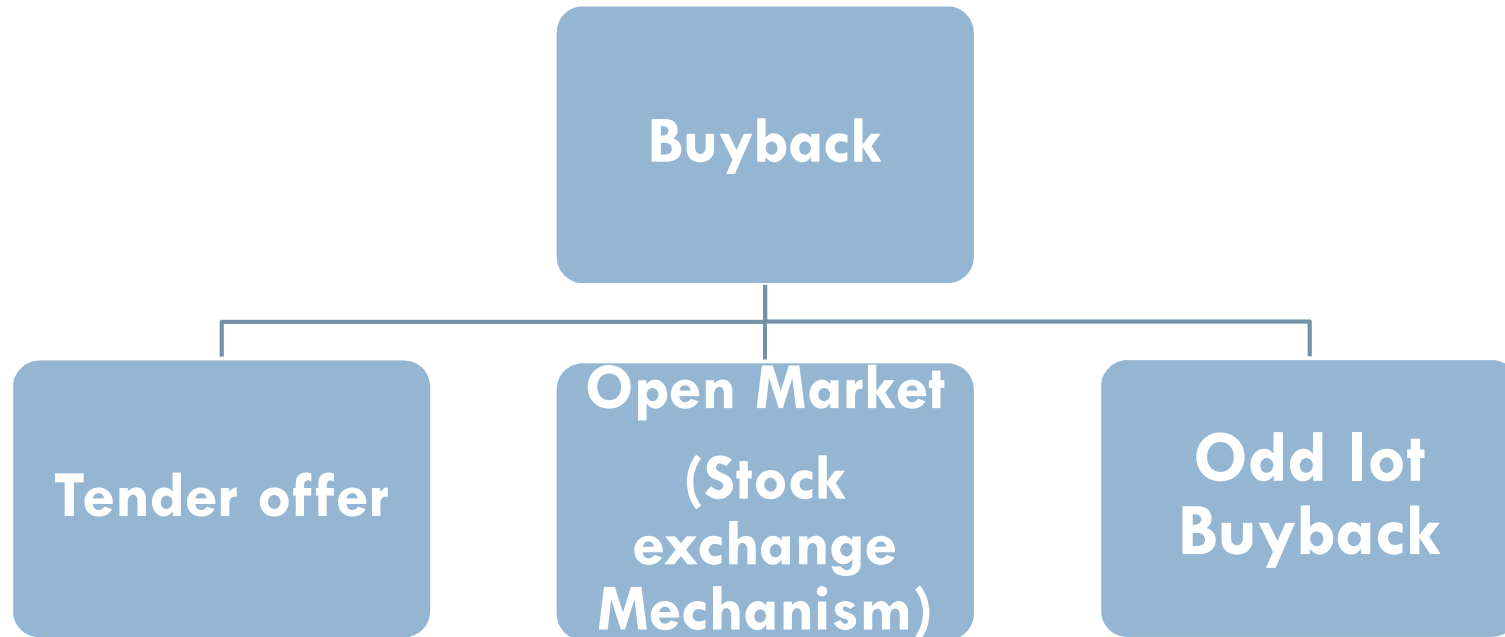 Buyback
Tender offer
Open Market
(Stock
exchange
Mechanism)
Odd lot
Buyback